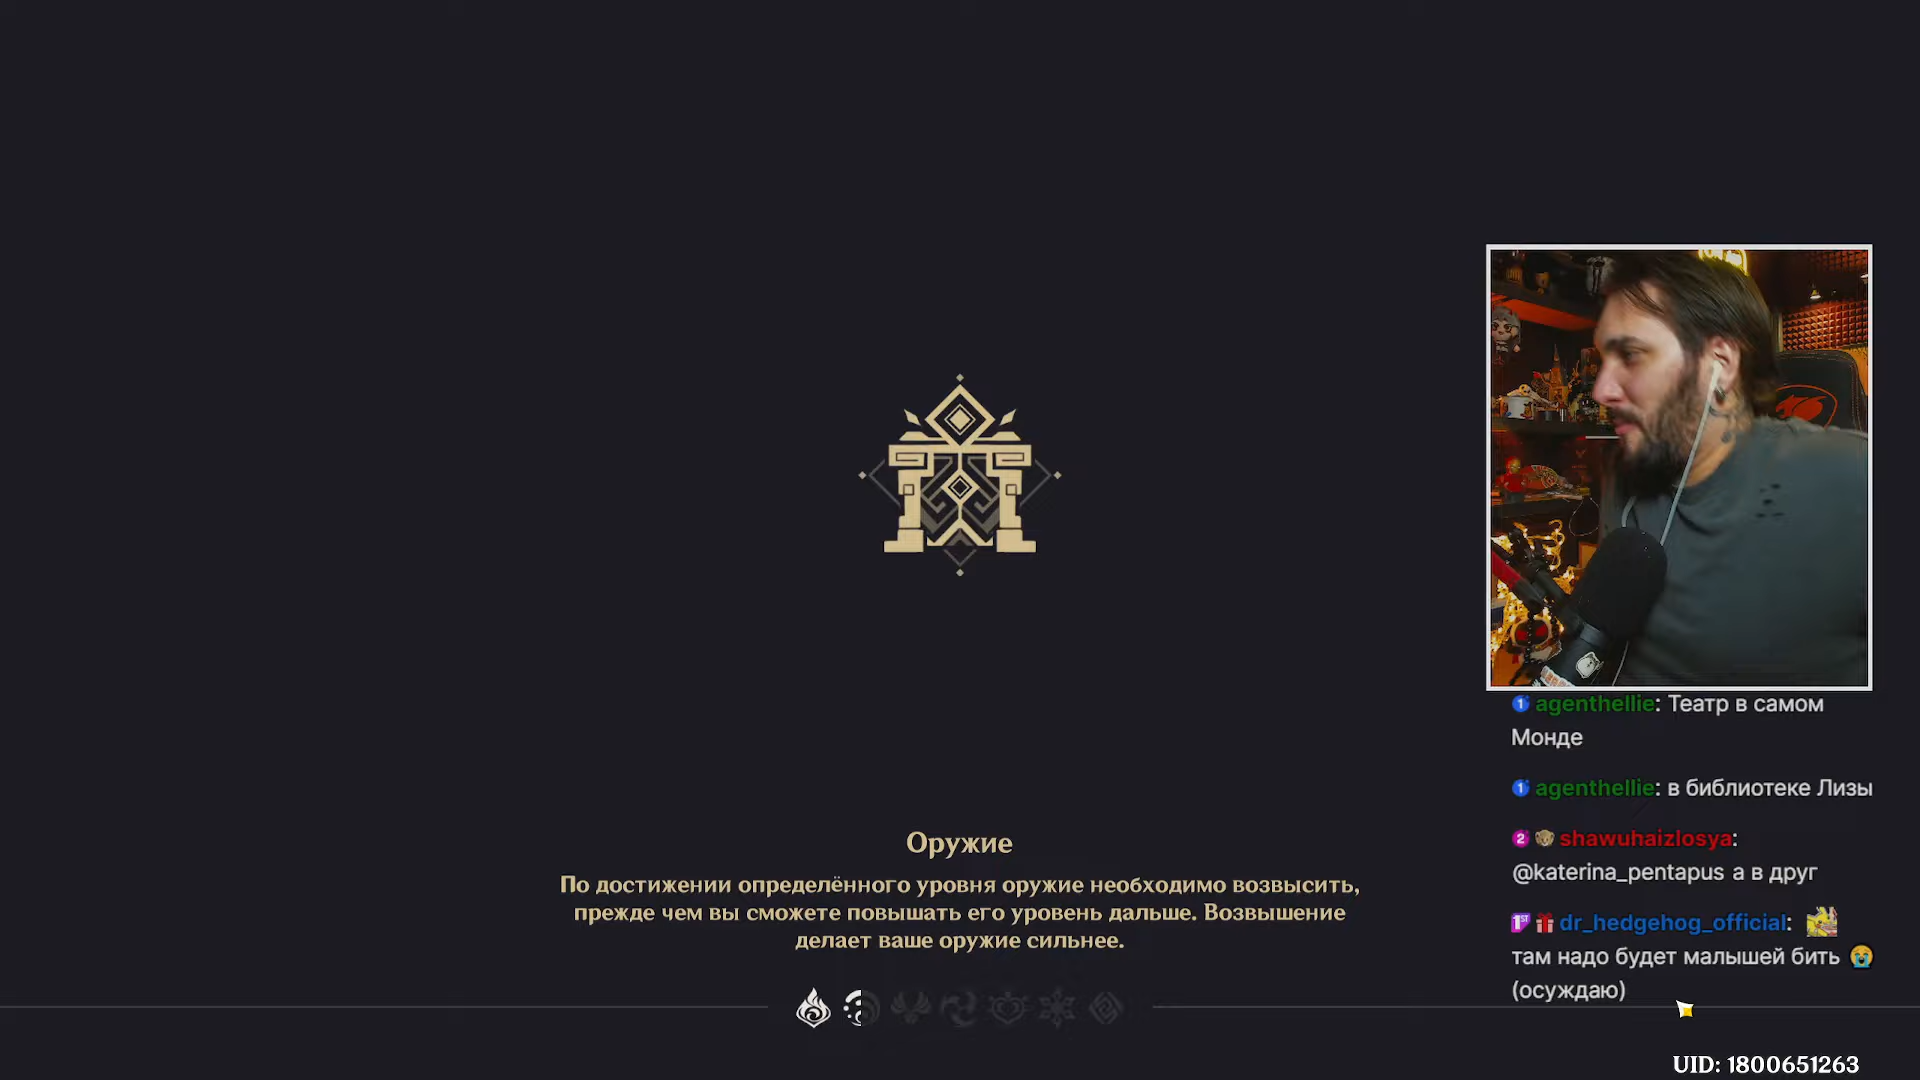 agenthellie: Театр в самом
Монде
agenthellie: в библиотеке Лизы
shawuhaizlosya:
@katerina_pentapus а в друг
dr_hedgehog_official:
там надо будет малышей бить
(осуждаю)
Оружие
По достижении определённого уровня оружие необходимо возвысить,
прежде чем вы сможете повышать его уровень дальше. Возвышение
делает ваше оружие сильнее.
UID: 1800651263